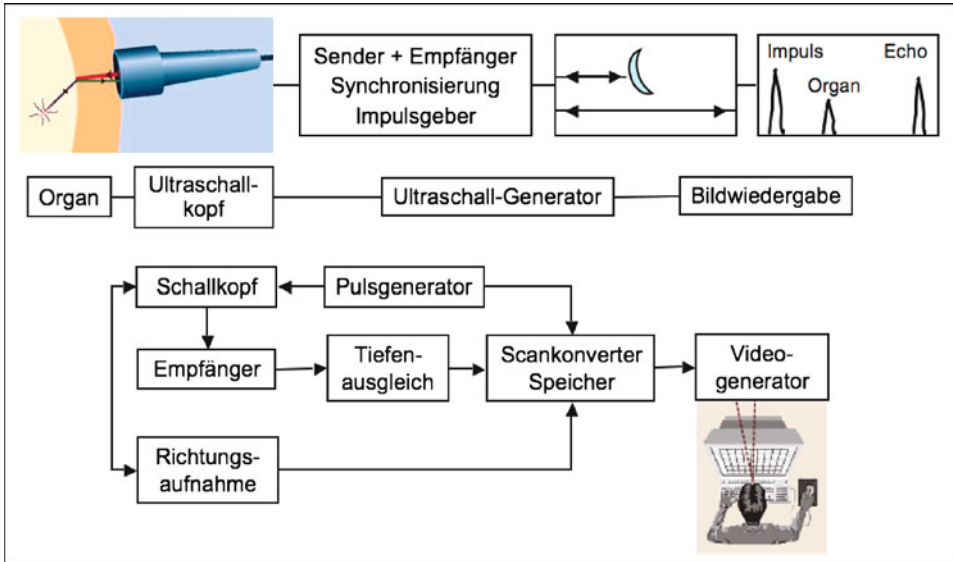 Sender + Empfänger
Synchronisierung
Impulsgeber
Impuls
Echo
Organ
Organ
Ultraschall-
kopf
Ultraschall-Generator
Bildwiedergabe
Schallkopf
Pulsgenerator
Empfänger
Tiefen-
ausgleich
Scankonverter
Speicher
Video-
generator
Richtungs-
aufnahme